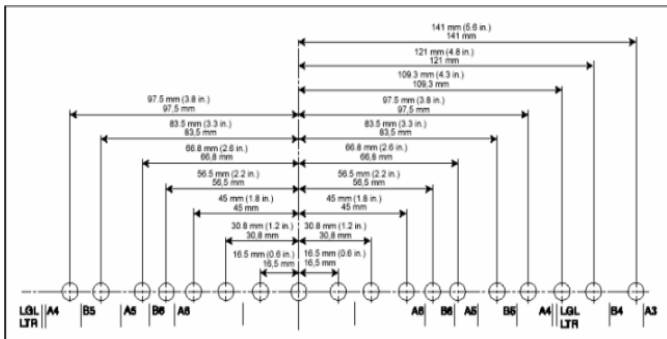 141 mm (5.6 in.)
141 mm
121 mm (4.8 in.)
121 mm
109.3 mm (4.3 in.)
109,3 mm
97.5 mm (3.8 in.) 97.5 mm (3.8 in.)
97,5 mm 97,5 mm
83.5 mm (3.3 in.) 83.5 mm (3.3 in.)
83,5 mm 83,5 mm
66.8 mm (2.6 in.) 66.8 mm (2.6 in.)
66,8 mm 66,8 mm
56.5 mm (2.2 in.) 56.5 mm (2.2 in.)
56,5 mm 56,5 mm
45 mm (1.8 in.) 45 mm (1.8 in.)
45 mm 45 mm
30.8 mm (1.2 in.) 30.8 mm (1.2 in.)
30,8 mm 30,8 mm
16.5 mm (0.6 in.) 16.5 mm (0.6 in.)
16,5 mm 16,5 mm
LGL A4 B5 A5 B6 A6 A6 B6 A5 B5 A4 LGL B4 A3
LTR LTR